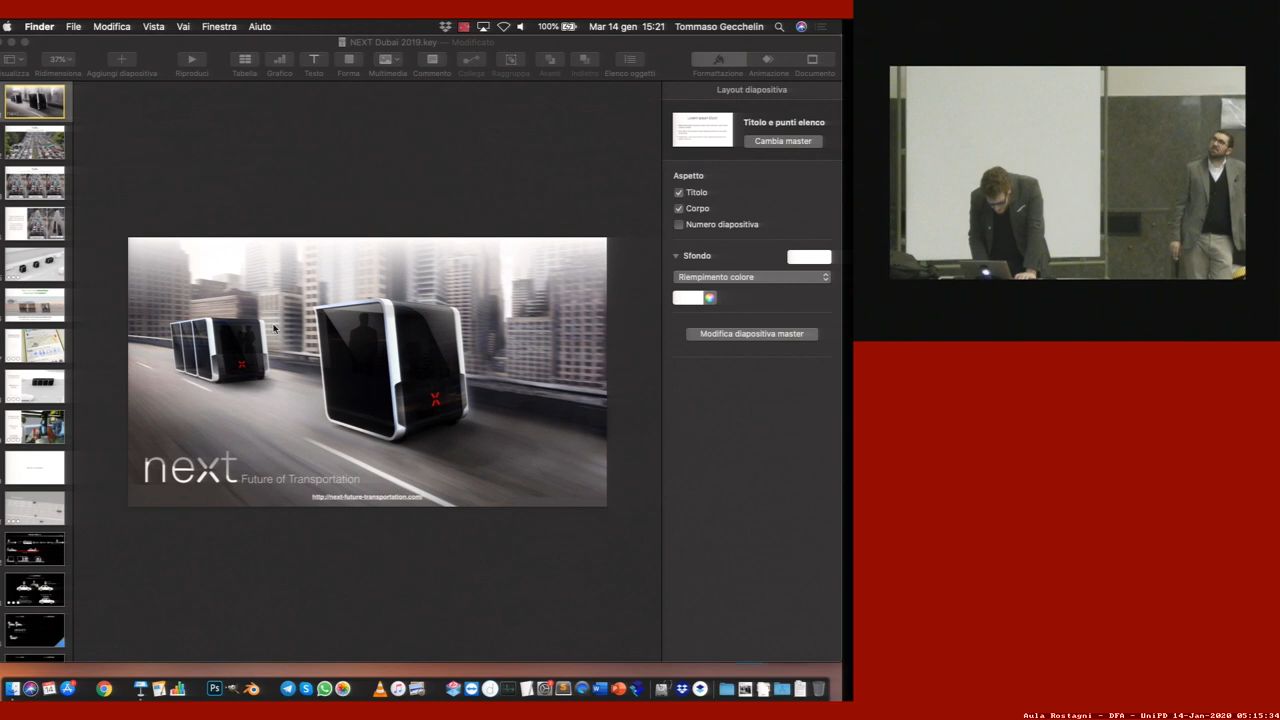 Finder File Modifica Vista Vai Finestra Aiuto 100% Mar 14 gen 15:21 Tommaso Gecchelin
NEXT Dubai 2019.key — Modificato
37%
Ridimensiona Aggiungi diapositiva Riproduci Tabella Grafico Testo Forma Multimedia Commento Collega Raggruppa Avanti Indietro Elenco oggetti Formattazione Animazione Documento
Layout diapositiva
Titolo e punti elenco
Cambia master
Aspetto
Titolo
Corpo
Numero diapositiva
Sfondo
Riempimento colore
Modifica diapositiva master
next Future of Transportation
http://next-future-transportation.com/
Aula Rostagni - DFA - UniPD 14-Jan-2020 05:15:34